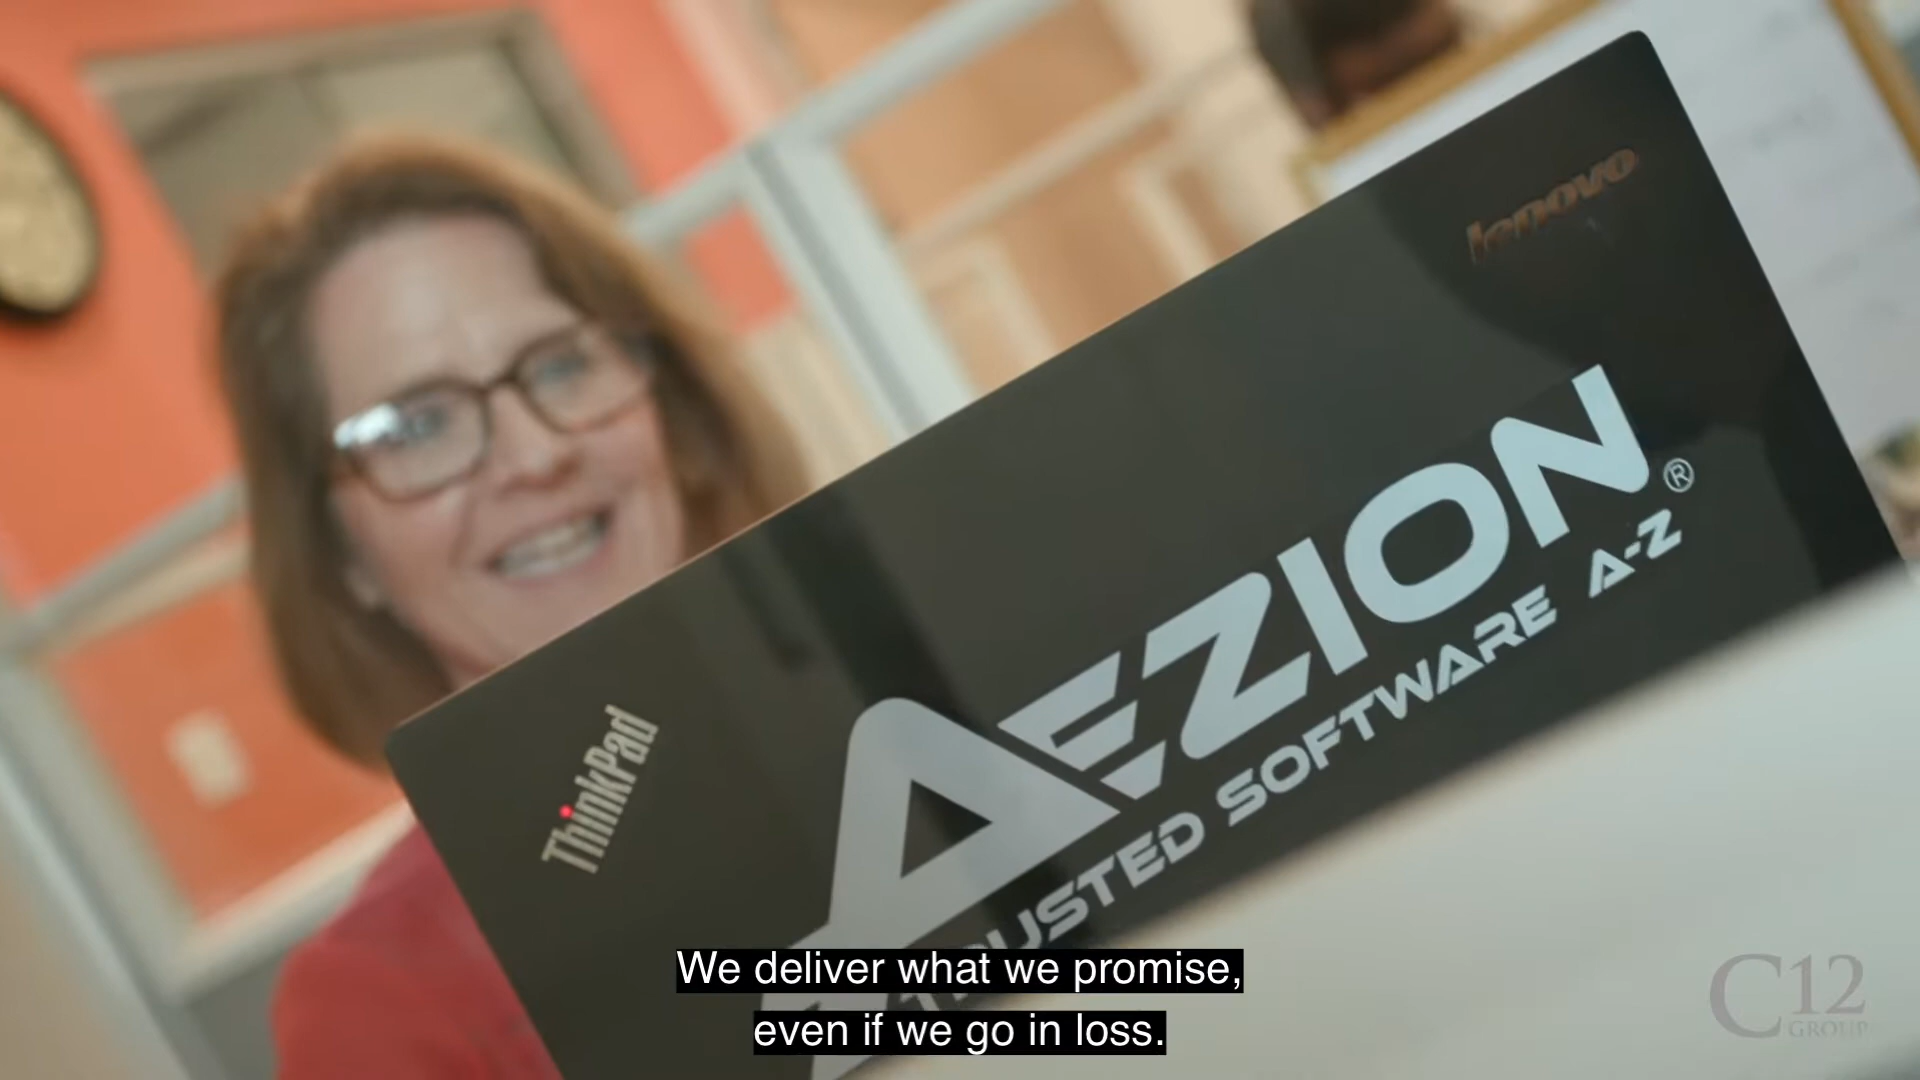 lenovo
AEZION®
TRUSTED SOFTWARE A-Z
ThinkPad
We deliver what we promise,
even if we go in loss.
C12
GROUP